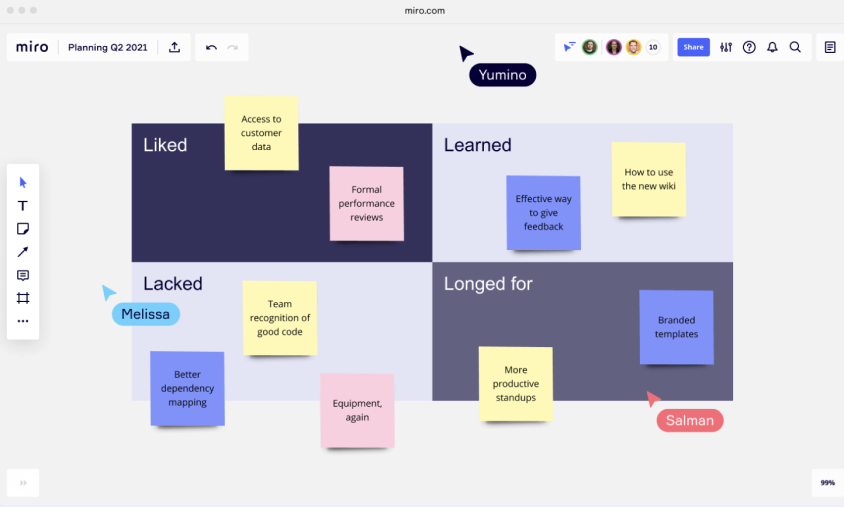 miro.com
miro
Planning Q2 2021
10
Share
Yumino
Liked
Access to
customer
data
Formal
performance
reviews
Learned
Effective way
to give
feedback
How to use
the new wiki
T
Lacked
Team
recognition of
good code
Better
dependency
mapping
Equipment,
again
Melissa
Longed for
More
productive
standups
Branded
templates
Salman
99%